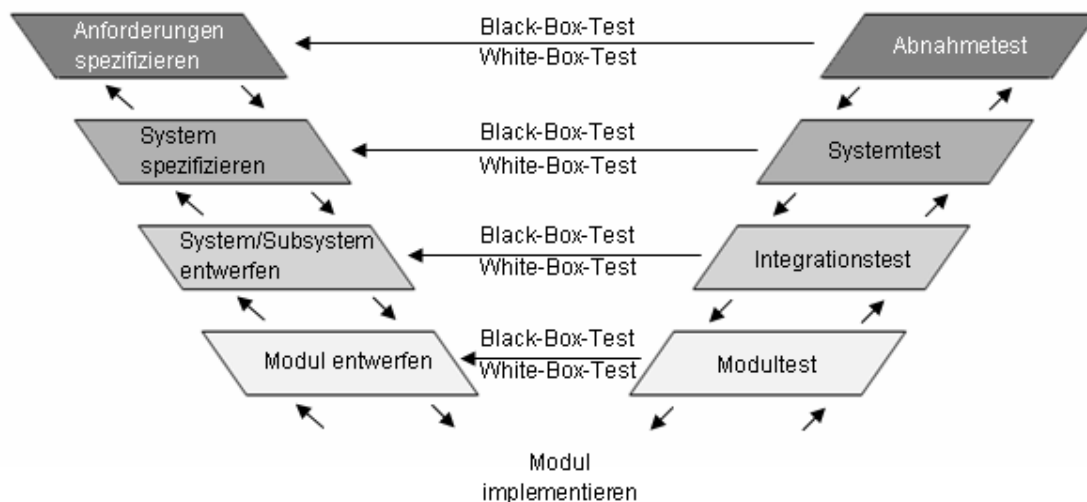 Anforderungen
spezifizieren
Black-Box-Test
White-Box-Test
Abnahmetest
System
spezifizieren
Black-Box-Test
White-Box-Test
Systemtest
System/Subsystem
entwerfen
Black-Box-Test
White-Box-Test
Integrationstest
Modul entwerfen
Black-Box-Test
White-Box-Test
Modultest
Modul
implementieren